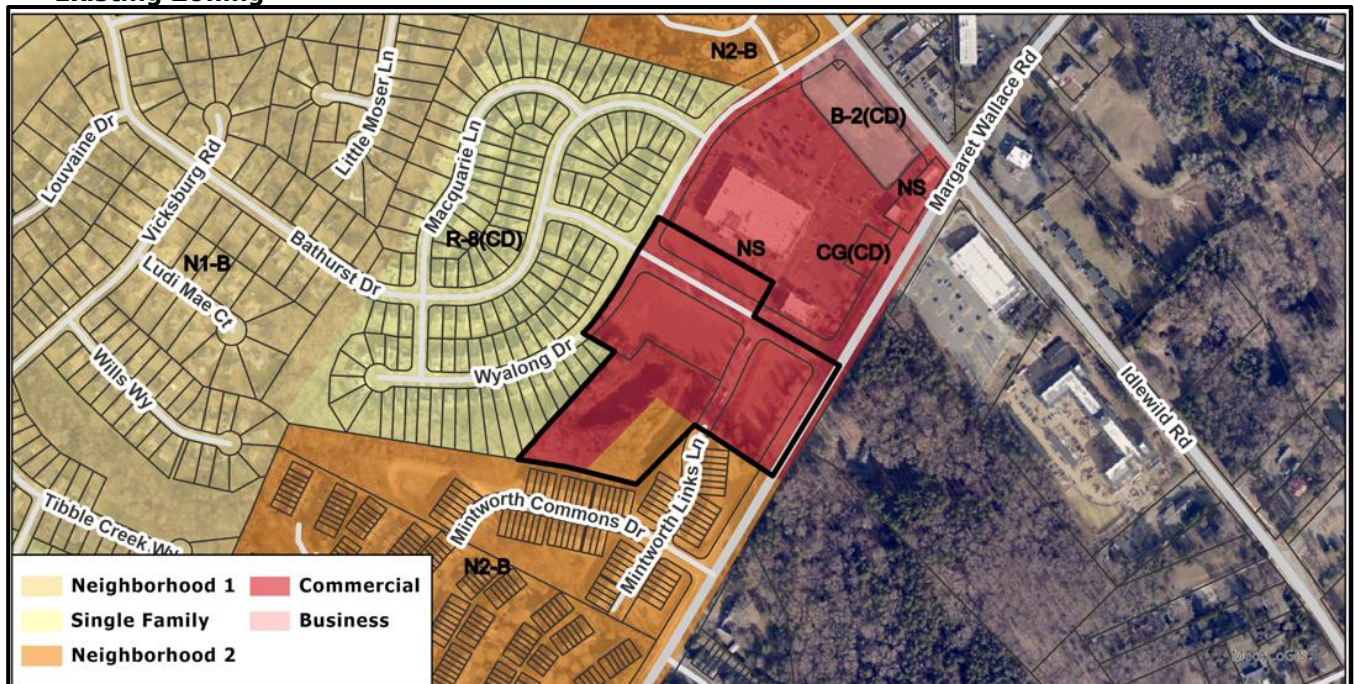 Existing Zoning
N2-B
Little Moser Ln
Louvaine Dr
Vicksburg Rd
Macquarie Ln
B-2(CD)
Margaret Wallace Rd
NS
R-8(CD)
N1-B
Bathurst Dr
NS
CG(CD)
Ludi Mae Ct
Wyalong Dr
Idlewild Rd
Wills Wy
Mintworth Links Ln
Mintworth Commons Dr
Tibble Creek
N2-B
Neighborhood 1
Commercial
Single Family
Business
Neighborhood 2